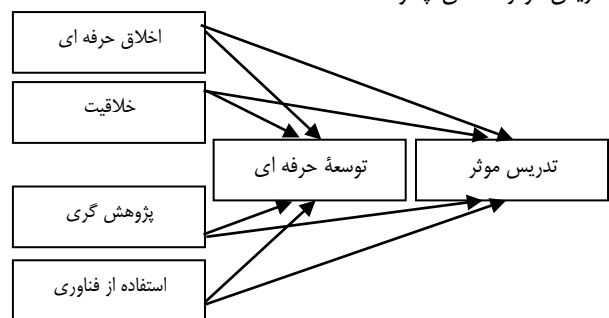 اخلاق حرفه ای
خلاقیت
توسعهٔ حرفه ای
تدریس موثر
پژوهش گری
استفاده از فناوری